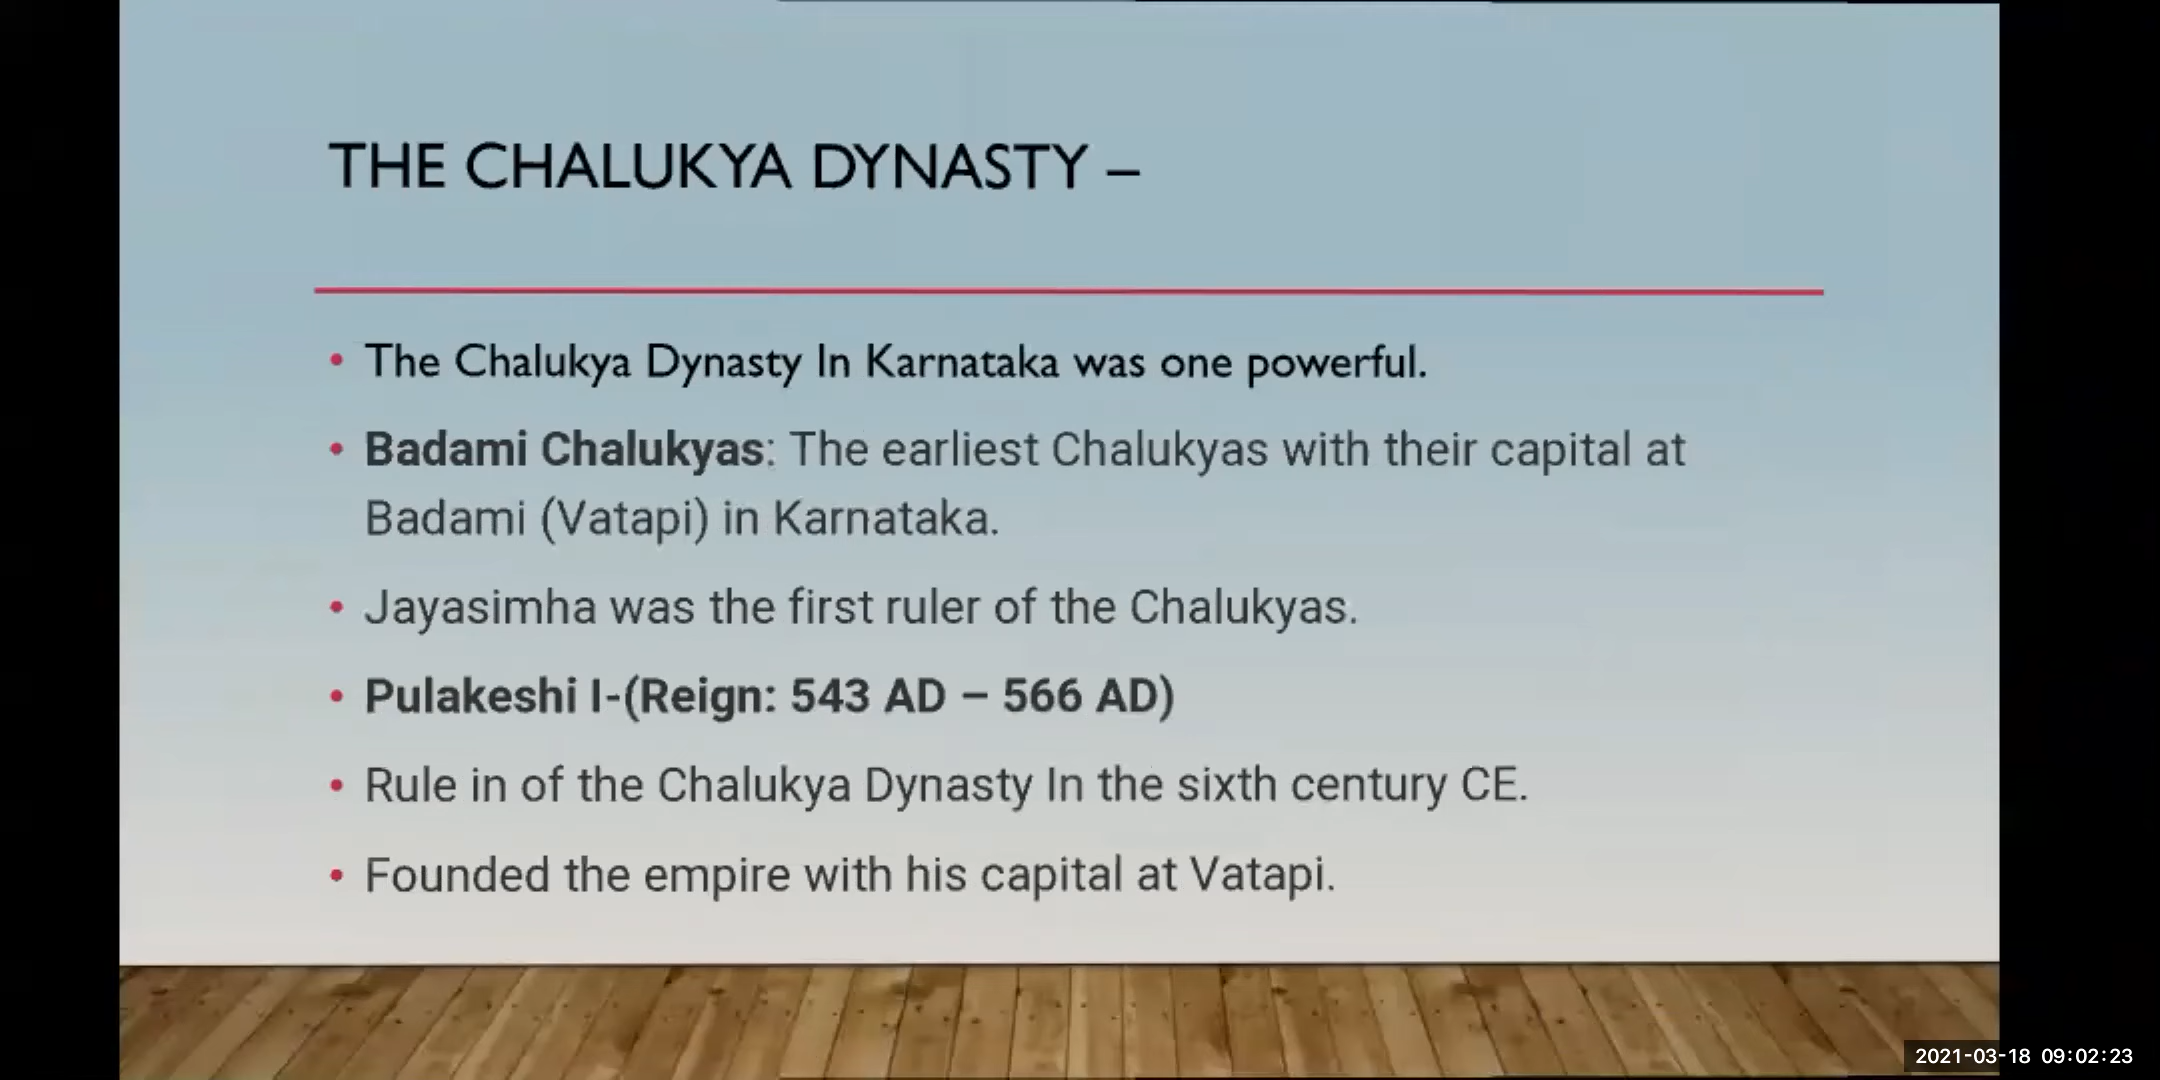 THE CHALUKYA DYNASTY –
• The Chalukya Dynasty In Karnataka was one powerful.
• Badami Chalukyas: The earliest Chalukyas with their capital at
Badami (Vatapi) in Karnataka.
• Jayasimha was the first ruler of the Chalukyas.
• Pulakeshi I-(Reign: 543 AD – 566 AD)
• Rule in of the Chalukya Dynasty In the sixth century CE.
• Founded the empire with his capital at Vatapi.
2021-03-18 09:02:23